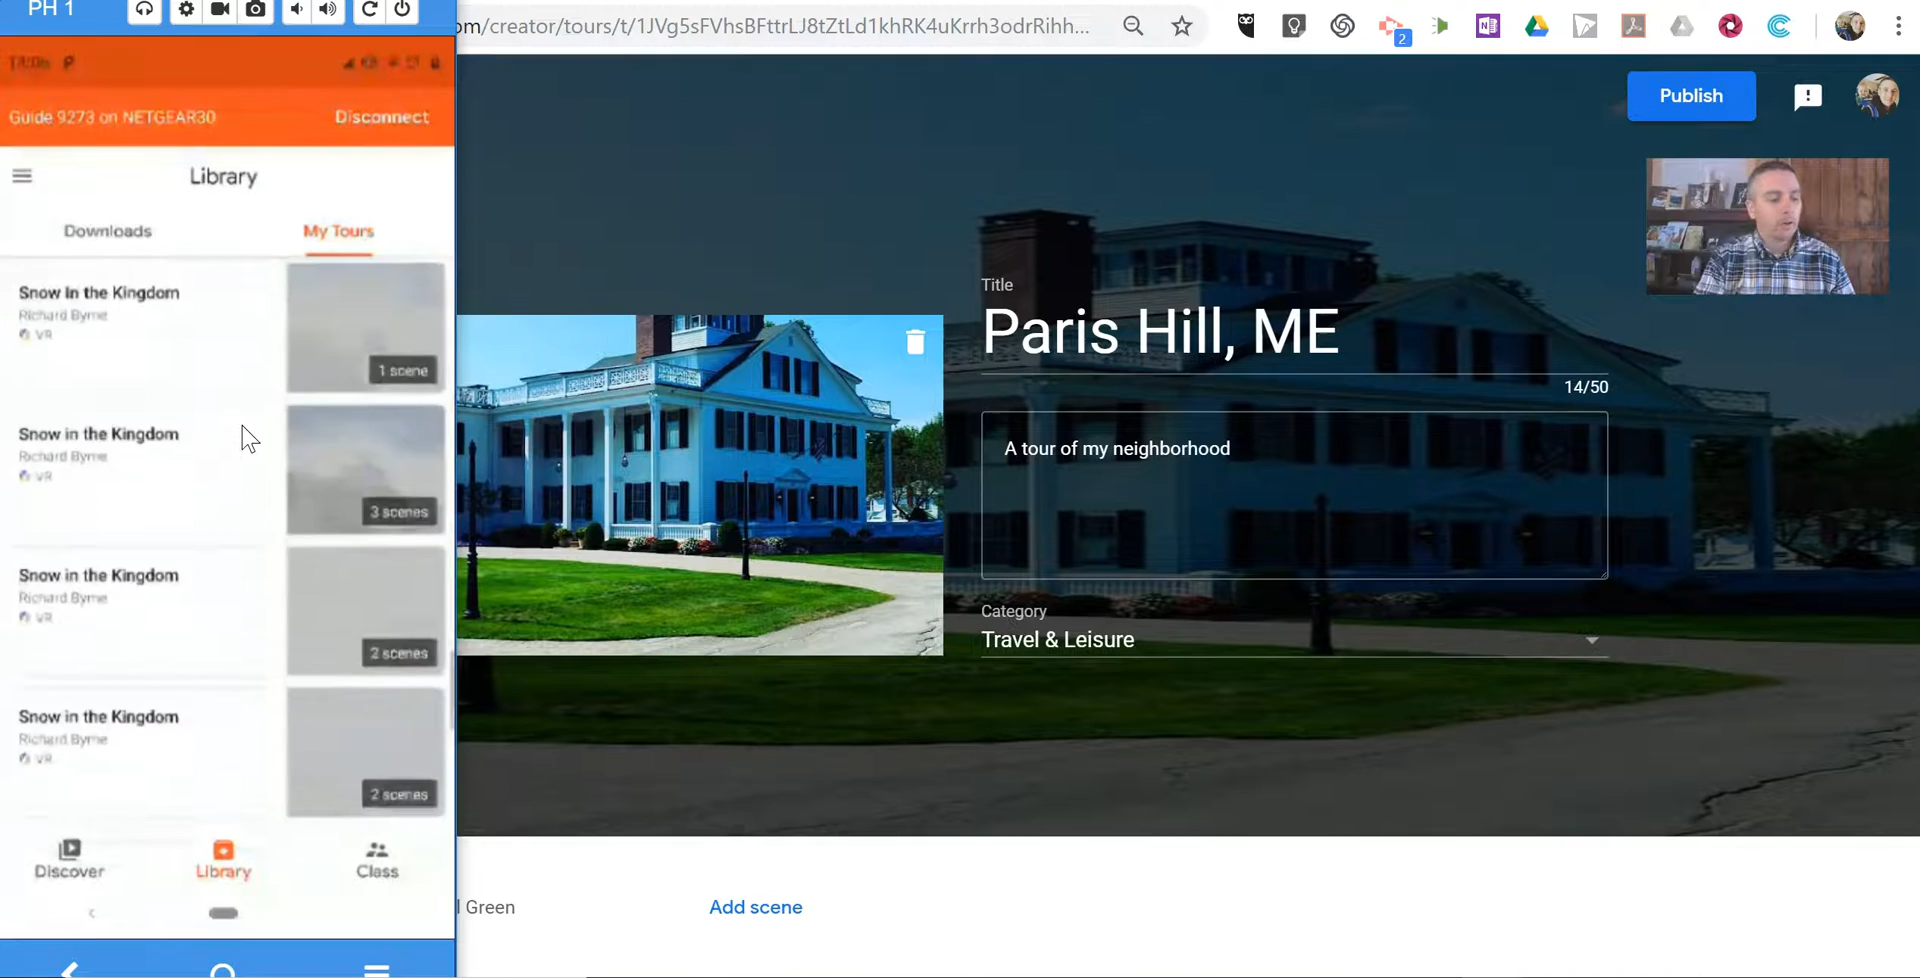 PH 1
om/creator/tours/t/1JVg5sFVhsBFttrLJ8tZtLd1khRK4uKrrh3odrRihh...
2
Guide 9273 on NETGEAR30
Disconnect
Library
Downloads
My Tours
Snow in the Kingdom
Richard Byrne
VR
1 scene
Snow in the Kingdom
Richard Byrne
VR
3 scenes
Snow in the Kingdom
Richard Byrne
VR
2 scenes
Snow in the Kingdom
Richard Byrne
VR
2 scenes
Discover
Library
Class
Publish
Title
Paris Hill, ME
14/50
A tour of my neighborhood
Category
Travel & Leisure
l Green
Add scene